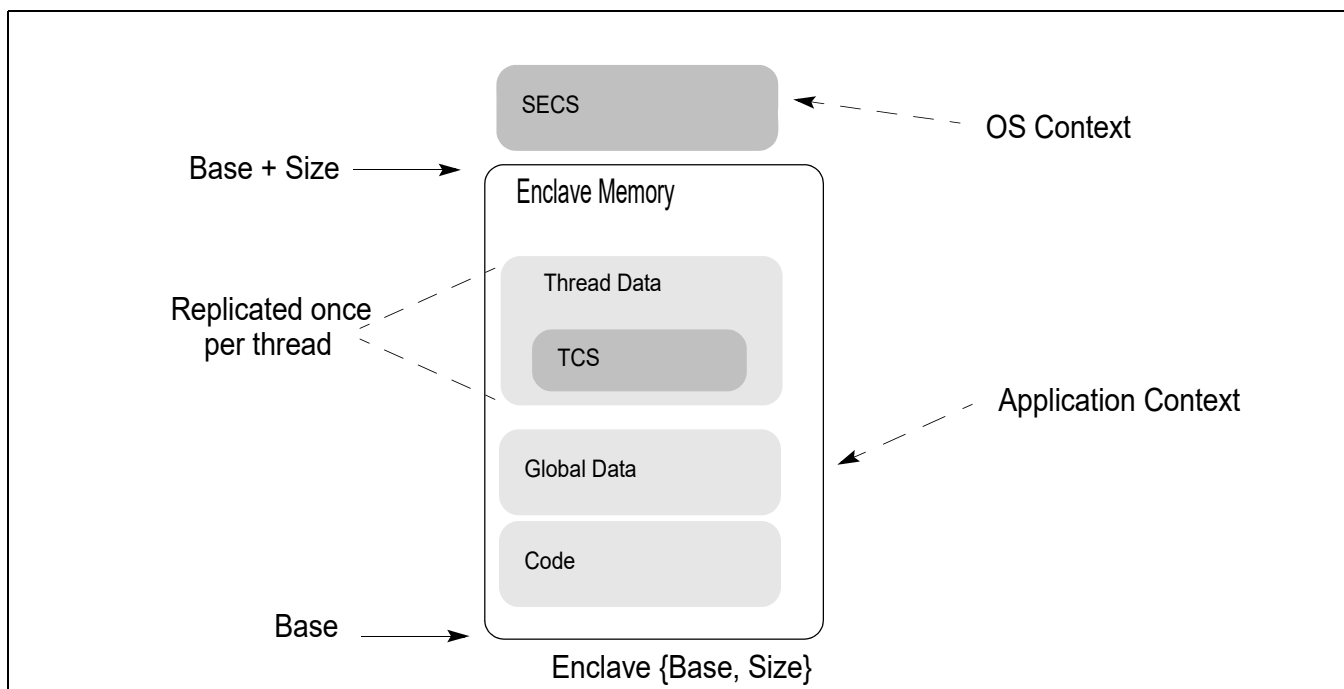 SECS
OS Context
Base + Size
Enclave Memory
Thread Data
Replicated once
per thread
TCS
Application Context
Global Data
Code
Base
Enclave {Base, Size}